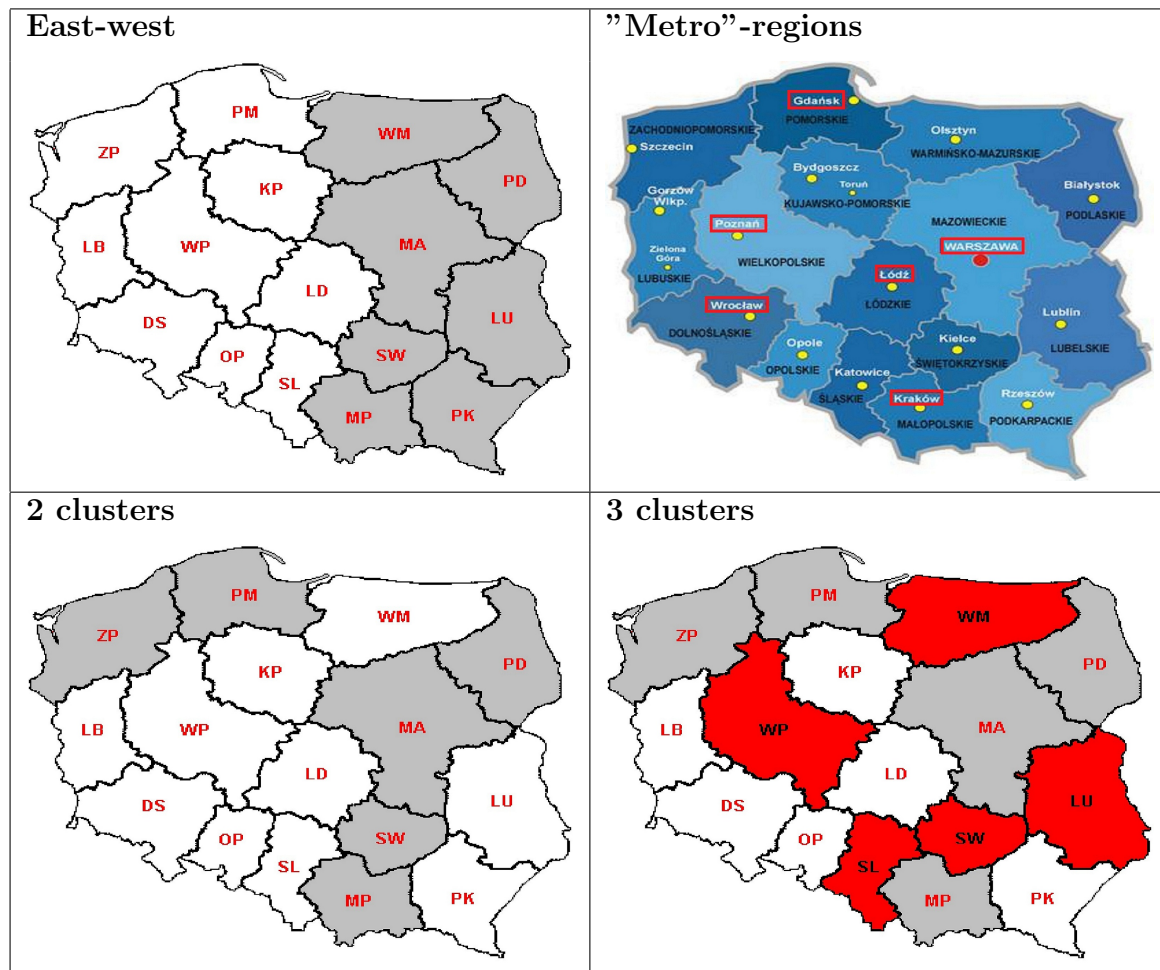 East-west
PM
WM
ZP
PD
KP
LB
WP
MA
LD
DS
LU
OP
SW
SL
MP
PK
”Metro”-regions
Gdańsk
POMORSKIE
ZACHODNIOPOMORSKIE
Szczecin
Olsztyn
WARMIŃSKO-MAZURSKIE
Bydgoszcz
Toruń
KUJAWSKO-POMORSKIE
Białystok
PODLASKIE
Gorzów
Wlkp.
Poznań
MAZOWIECKIE
WARSZAWA
Zielona
Góra
LUBUSKIE
WIELKOPOLSKIE
Łódź
ŁÓDZKIE
Wrocław
DOLNOŚLĄSKIE
Lublin
LUBELSKIE
Opole
OPOLSKIE
Kielce
ŚWIĘTOKRZYSKIE
Katowice
ŚLĄSKIE
Kraków
MAŁOPOLSKIE
Rzeszów
PODKARPACKIE
2 clusters
PM
WM
ZP
PD
KP
LB
WP
MA
LD
DS
LU
OP
SW
SL
MP
PK
3 clusters
PM
WM
ZP
PD
KP
LB
WP
MA
LD
DS
LU
OP
SW
SL
MP
PK